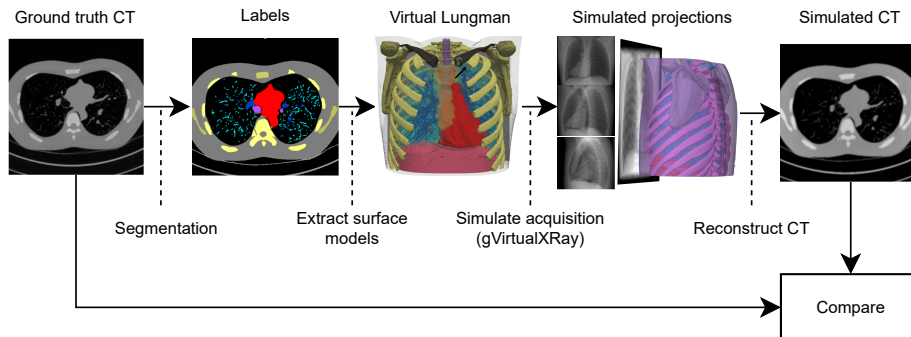 Ground truth CT
Labels
Virtual Lungman
Simulated projections
Simulated CT
Segmentation
Extract surface
models
Simulate acquisition
(gVirtualXRay)
Reconstruct CT
Compare